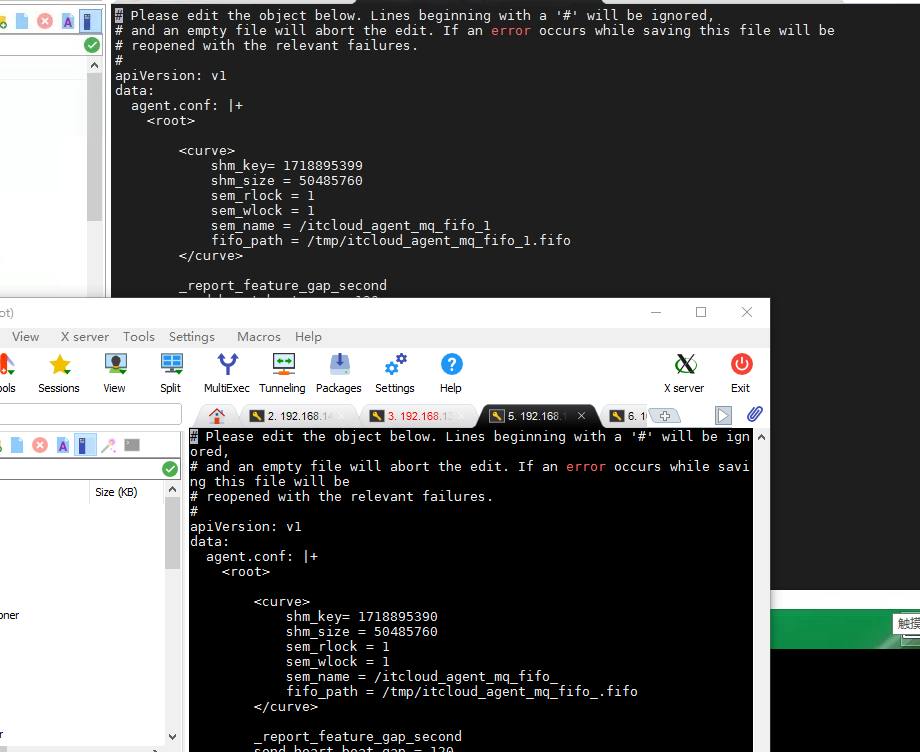 # Please edit the object below. Lines beginning with a '#' will be ignored,
# and an empty file will abort the edit. If an error occurs while saving this file will be
# reopened with the relevant failures.
#
apiVersion: v1
data:
  agent.conf: |+
    <root>
        <curve>
            shm_key= 1718895399
            shm_size = 50485760
            sem_rlock = 1
            sem_wlock = 1
            sem_name = /itcloud_agent_mq_fifo_1
            fifo_path = /tmp/itcloud_agent_mq_fifo_1.fifo
        </curve>
        _report_feature_gap_second
ot)
View X server Tools Settings Macros Help
ols Sessions View Split MultiExec Tunneling Packages Settings Help X server Exit
2. 192.168.14 3. 192.168.13 5. 192.168. 6. 1
Size (KB)
oner
r
# Please edit the object below. Lines beginning with a '#' will be ign
ored,
# and an empty file will abort the edit. If an error occurs while savi
ng this file will be
# reopened with the relevant failures.
#
apiVersion: v1
data:
  agent.conf: |+
    <root>
        <curve>
            shm_key= 1718895390
            shm_size = 50485760
            sem_rlock = 1
            sem_wlock = 1
            sem_name = /itcloud_agent_mq_fifo_
            fifo_path = /tmp/itcloud_agent_mq_fifo_.fifo
        </curve>
        _report_feature_gap_second
        send_heart_beat_gap = 120
触摸